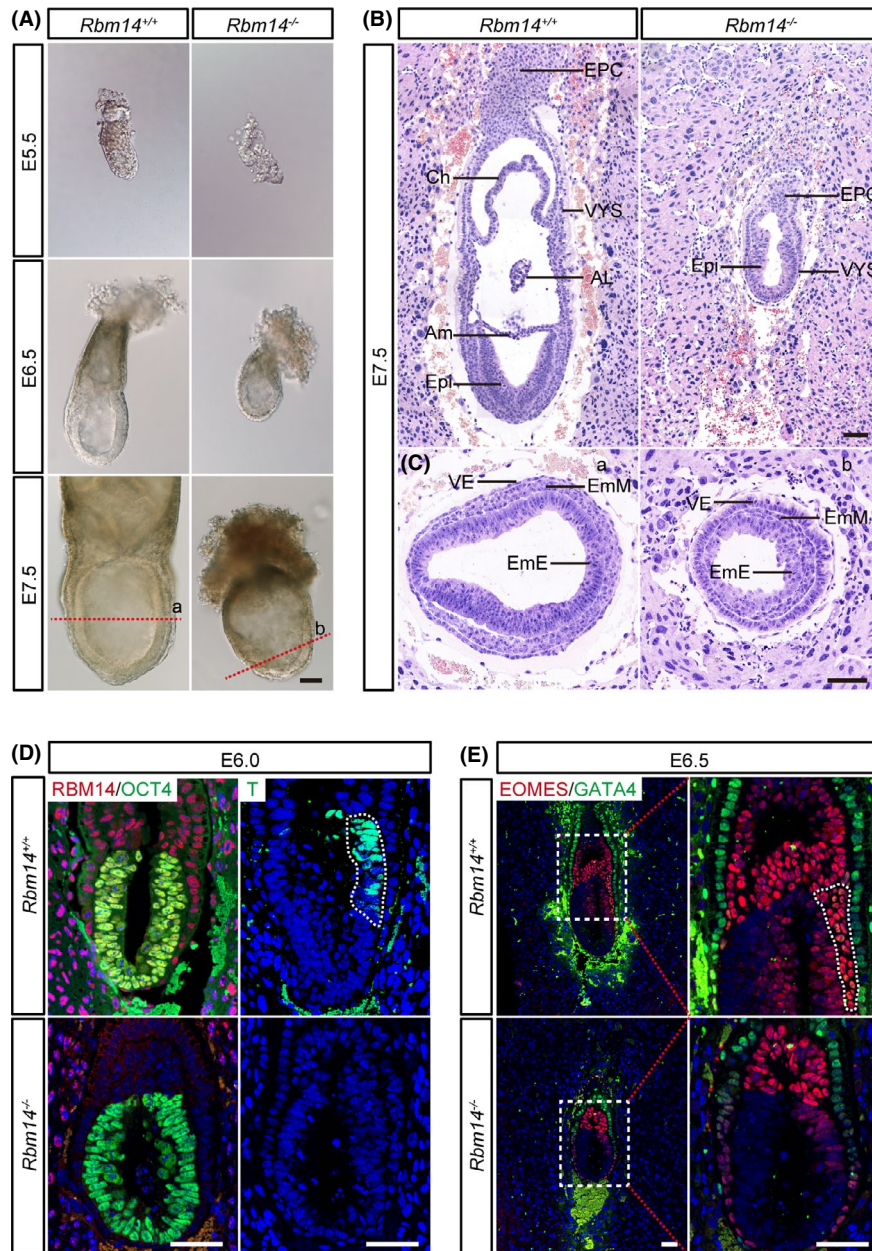 (A)
Rbm14+/+ Rbm14-/-
E5.5
E6.5
E7.5
a
b
(B)
Rbm14+/+ Rbm14-/-
E7.5
EPC
Ch
VYS
AL
Am
Epi
EPC
Epi
VYS
(C)
a
VE
EmM
EmE
b
VE
EmM
EmE
(D)
E6.0
Rbm14+/+
RBM14/OCT4
T
Rbm14-/-
(E)
E6.5
Rbm14+/+
EOMES/GATA4
Rbm14-/-